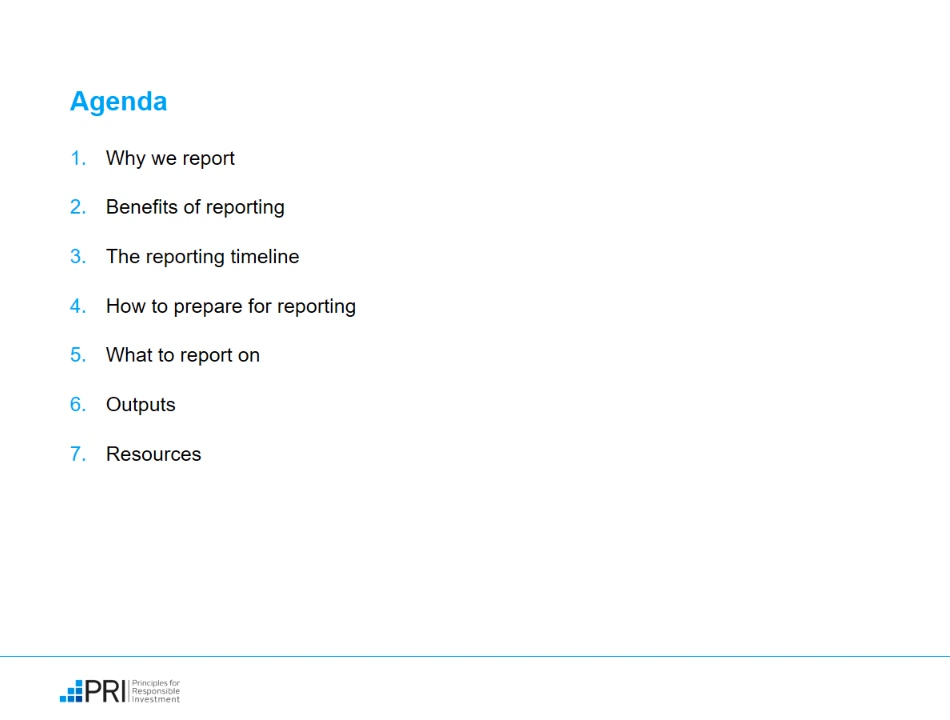 Agenda
1. Why we report
2. Benefits of reporting
3. The reporting timeline
4. How to prepare for reporting
5. What to report on
6. Outputs
7. Resources
PRI
Principles for
Responsible
Investment